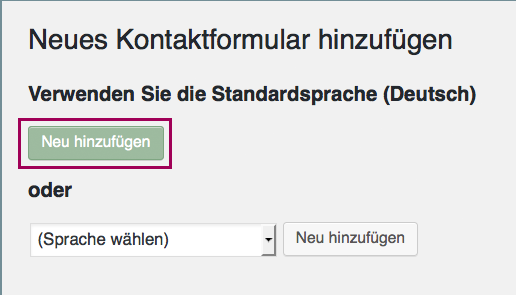 Neues Kontaktformular hinzufügen
Verwenden Sie die Standardsprache (Deutsch)
Neu hinzufügen
oder
(Sprache wählen) Neu hinzufügen